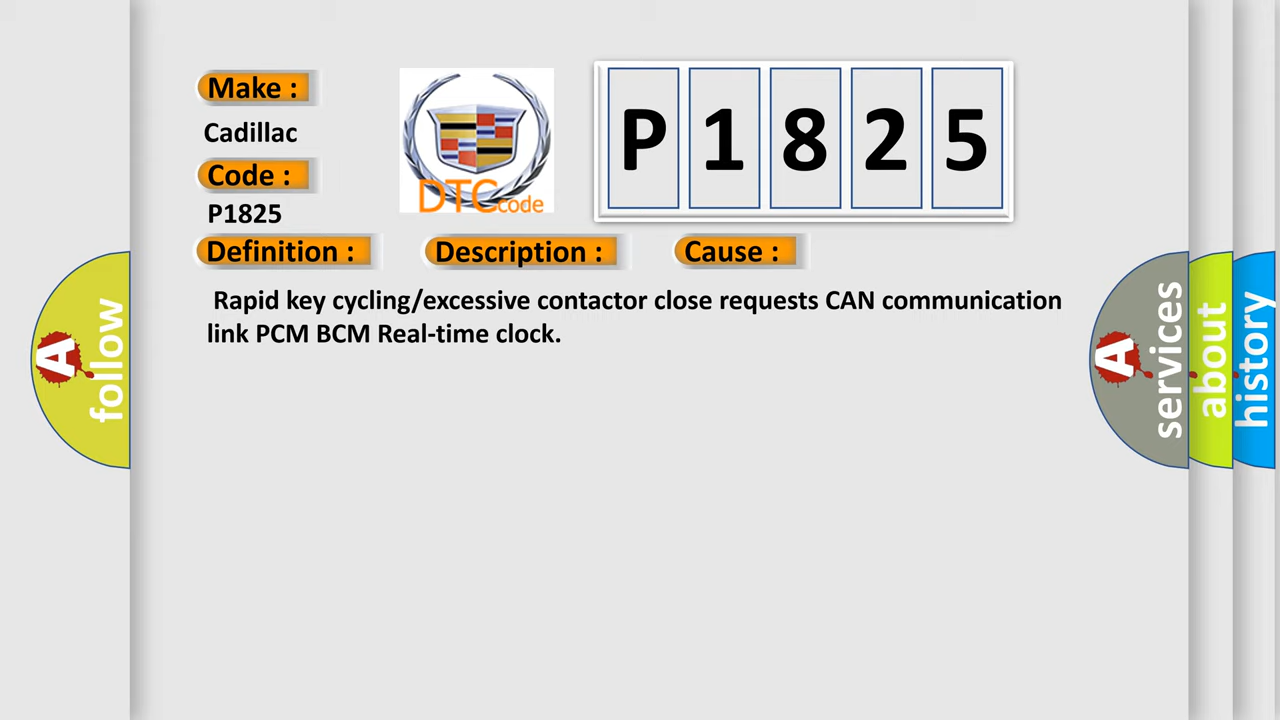 Make :
Cadillac
Code :
P1825
DTCcode
P 1 8 2 5
Definition :
Description :
Cause :
Rapid key cycling/excessive contactor close requests CAN communication
link PCM BCM Real-time clock.
A follow
A services
about
history